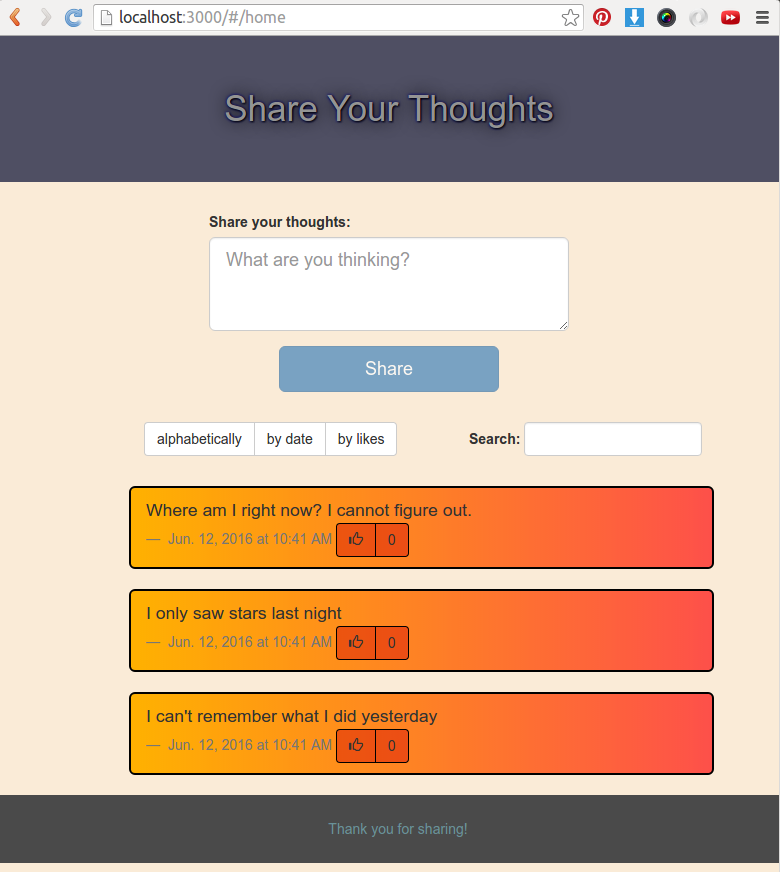 localhost:3000/#/home
Share Your Thoughts
Share your thoughts:
What are you thinking?
Share
alphabetically by date by likes Search:
Where am I right now? I cannot figure out.
— Jun. 12, 2016 at 10:41 AM 0
I only saw stars last night
— Jun. 12, 2016 at 10:41 AM 0
I can't remember what I did yesterday
— Jun. 12, 2016 at 10:41 AM 0
Thank you for sharing!